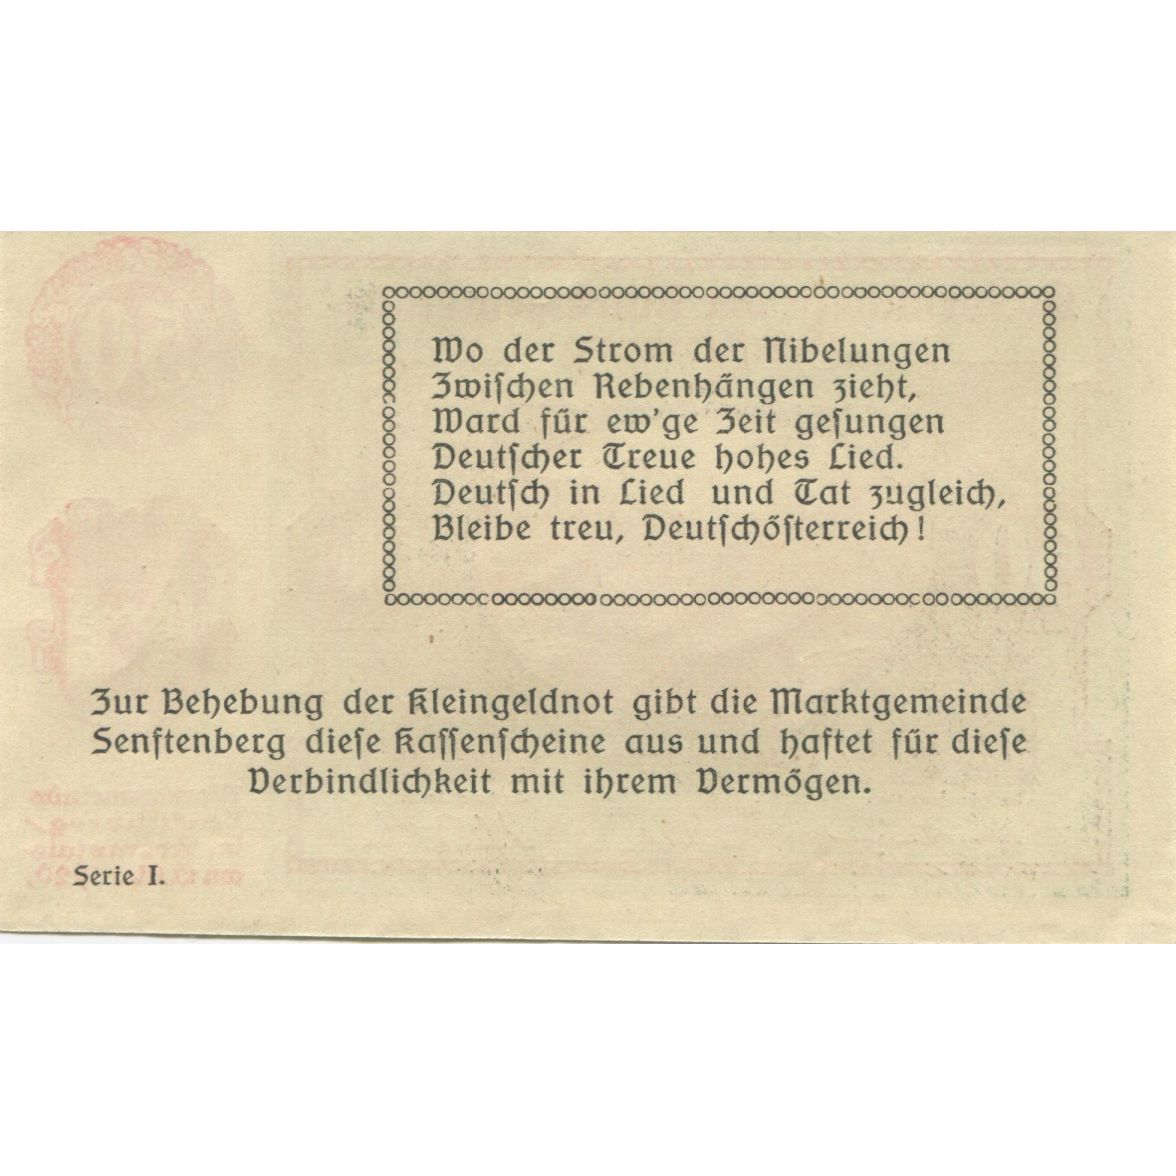 Wo der Strom der Nibelungen
Zwiſchen Rebenhängen zieht,
Ward für ew'ge Zeit geſungen
Deutſcher Treue hohes Lied.
Deutſch in Lied und Tat zugleich,
Bleibe treu, Deutſchöſterreich!
Zur Behebung der Kleingeldnot gibt die Marktgemeinde
Senftenberg dieſe Kaſſenſcheine aus und haftet für dieſe
Verbindlichkeit mit ihrem Vermögen.
Serie I.